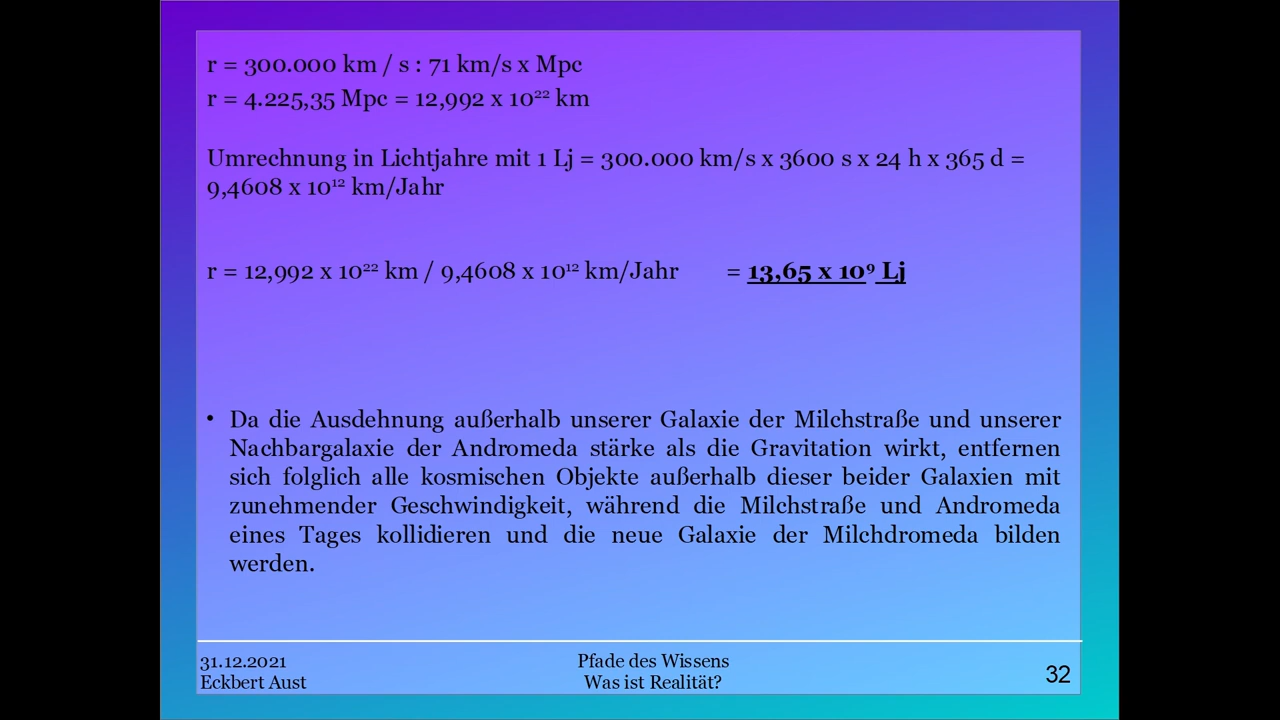 r = 300.000 km / s : 71 km/s x Mpc
r = 4.225,35 Mpc = 12,992 x 10²² km
Umrechnung in Lichtjahre mit 1 Lj = 300.000 km/s x 3600 s x 24 h x 365 d =
9,4608 x 10¹² km/Jahr
r = 12,992 x 10²² km / 9,4608 x 10¹² km/Jahr = 13,65 x 10⁹ Lj
• Da die Ausdehnung außerhalb unserer Galaxie der Milchstraße und unserer
Nachbargalaxie der Andromeda stärke als die Gravitation wirkt, entfernen
sich folglich alle kosmischen Objekte außerhalb dieser beider Galaxien mit
zunehmender Geschwindigkeit, während die Milchstraße und Andromeda
eines Tages kollidieren und die neue Galaxie der Milchdromeda bilden
werden.
31.12.2021
Eckbert Aust
Pfade des Wissens
Was ist Realität?
32